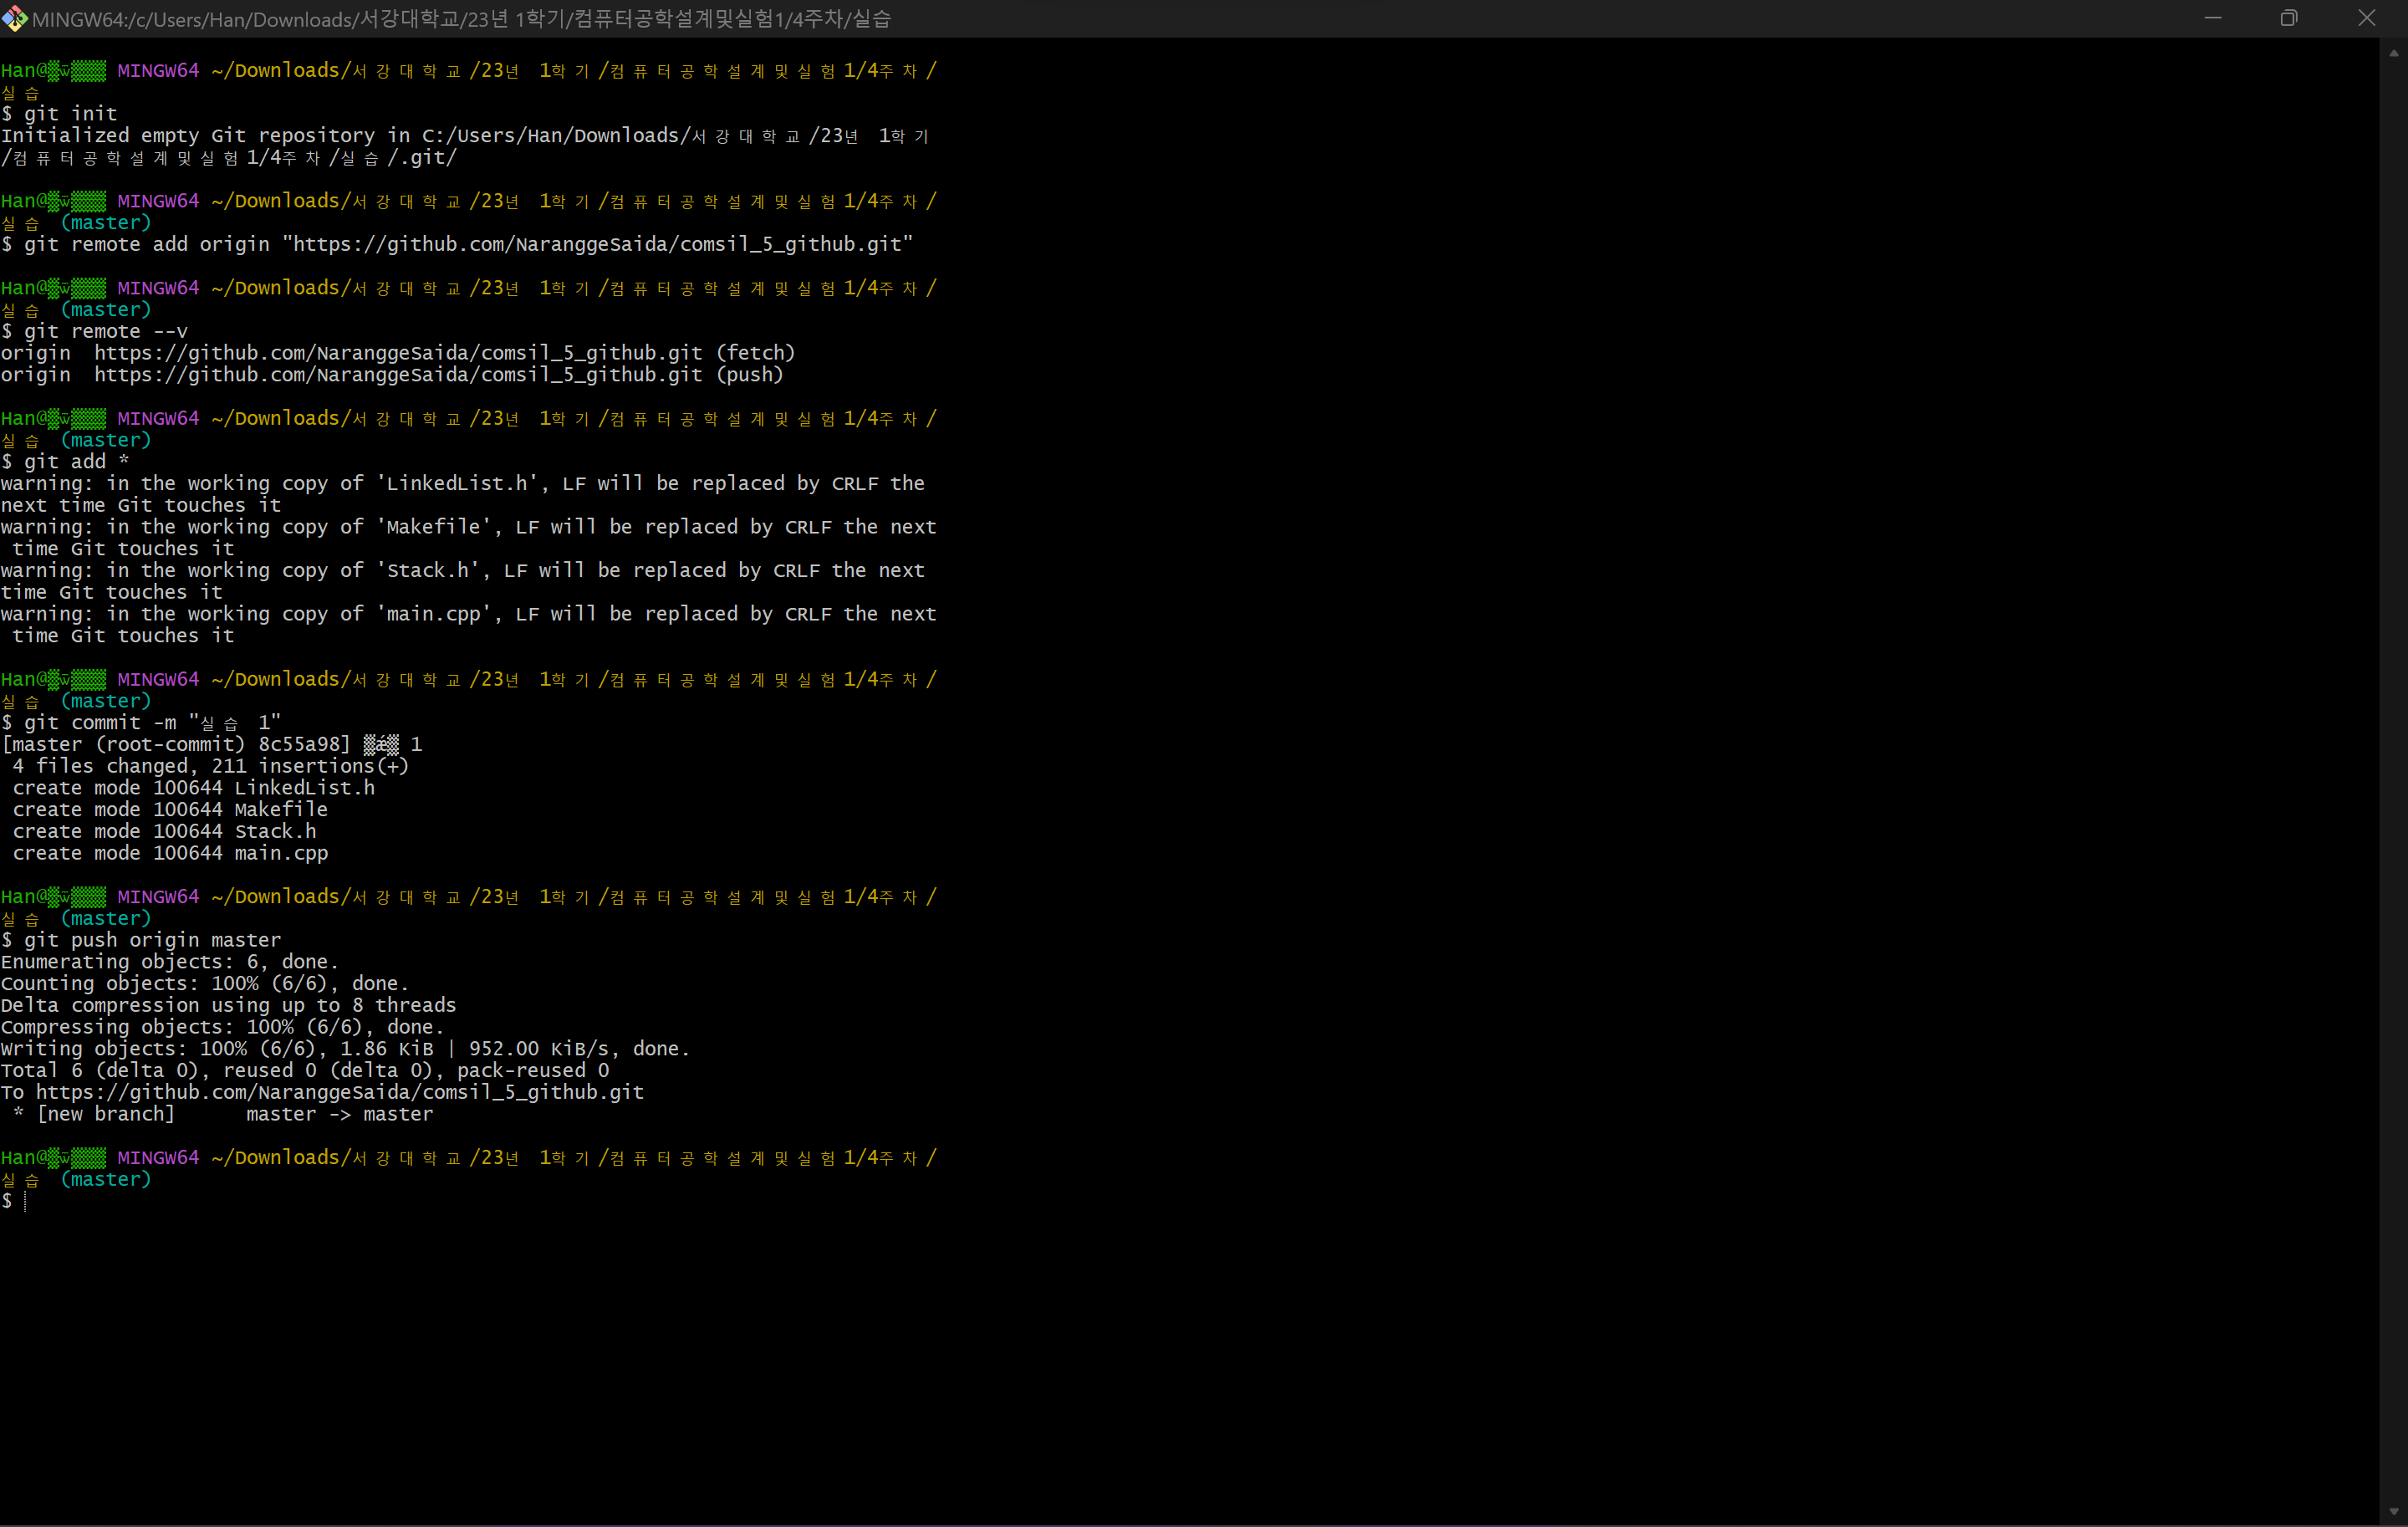 MINGW64:/c/Users/Han/Downloads/서강대학교/23년 1학기/컴퓨터공학설계및실험1/4주차/실습
Han@ MINGW64 ~/Downloads/서강대학교/23년 1학기/컴퓨터공학설계및실험1/4주차/
실습
$ git init
Initialized empty Git repository in C:/Users/Han/Downloads/서강대학교/23년 1학기
/컴퓨터공학설계및실험1/4주차/실습/.git/
Han@ MINGW64 ~/Downloads/서강대학교/23년 1학기/컴퓨터공학설계및실험1/4주차/
실습 (master)
$ git remote add origin "https://github.com/NaranggeSaida/comsil_5_github.git"
Han@ MINGW64 ~/Downloads/서강대학교/23년 1학기/컴퓨터공학설계및실험1/4주차/
실습 (master)
$ git remote --v
origin  https://github.com/NaranggeSaida/comsil_5_github.git (fetch)
origin  https://github.com/NaranggeSaida/comsil_5_github.git (push)
Han@ MINGW64 ~/Downloads/서강대학교/23년 1학기/컴퓨터공학설계및실험1/4주차/
실습 (master)
$ git add *
warning: in the working copy of 'LinkedList.h', LF will be replaced by CRLF the
next time Git touches it
warning: in the working copy of 'Makefile', LF will be replaced by CRLF the next
 time Git touches it
warning: in the working copy of 'Stack.h', LF will be replaced by CRLF the next
time Git touches it
warning: in the working copy of 'main.cpp', LF will be replaced by CRLF the next
 time Git touches it
Han@ MINGW64 ~/Downloads/서강대학교/23년 1학기/컴퓨터공학설계및실험1/4주차/
실습 (master)
$ git commit -m "실습 1"
[master (root-commit) 8c55a98] 1
 4 files changed, 211 insertions(+)
 create mode 100644 LinkedList.h
 create mode 100644 Makefile
 create mode 100644 Stack.h
 create mode 100644 main.cpp
Han@ MINGW64 ~/Downloads/서강대학교/23년 1학기/컴퓨터공학설계및실험1/4주차/
실습 (master)
$ git push origin master
Enumerating objects: 6, done.
Counting objects: 100% (6/6), done.
Delta compression using up to 8 threads
Compressing objects: 100% (6/6), done.
Writing objects: 100% (6/6), 1.86 KiB | 952.00 KiB/s, done.
Total 6 (delta 0), reused 0 (delta 0), pack-reused 0
To https://github.com/NaranggeSaida/comsil_5_github.git
 * [new branch]      master -> master
Han@ MINGW64 ~/Downloads/서강대학교/23년 1학기/컴퓨터공학설계및실험1/4주차/
실습 (master)
$